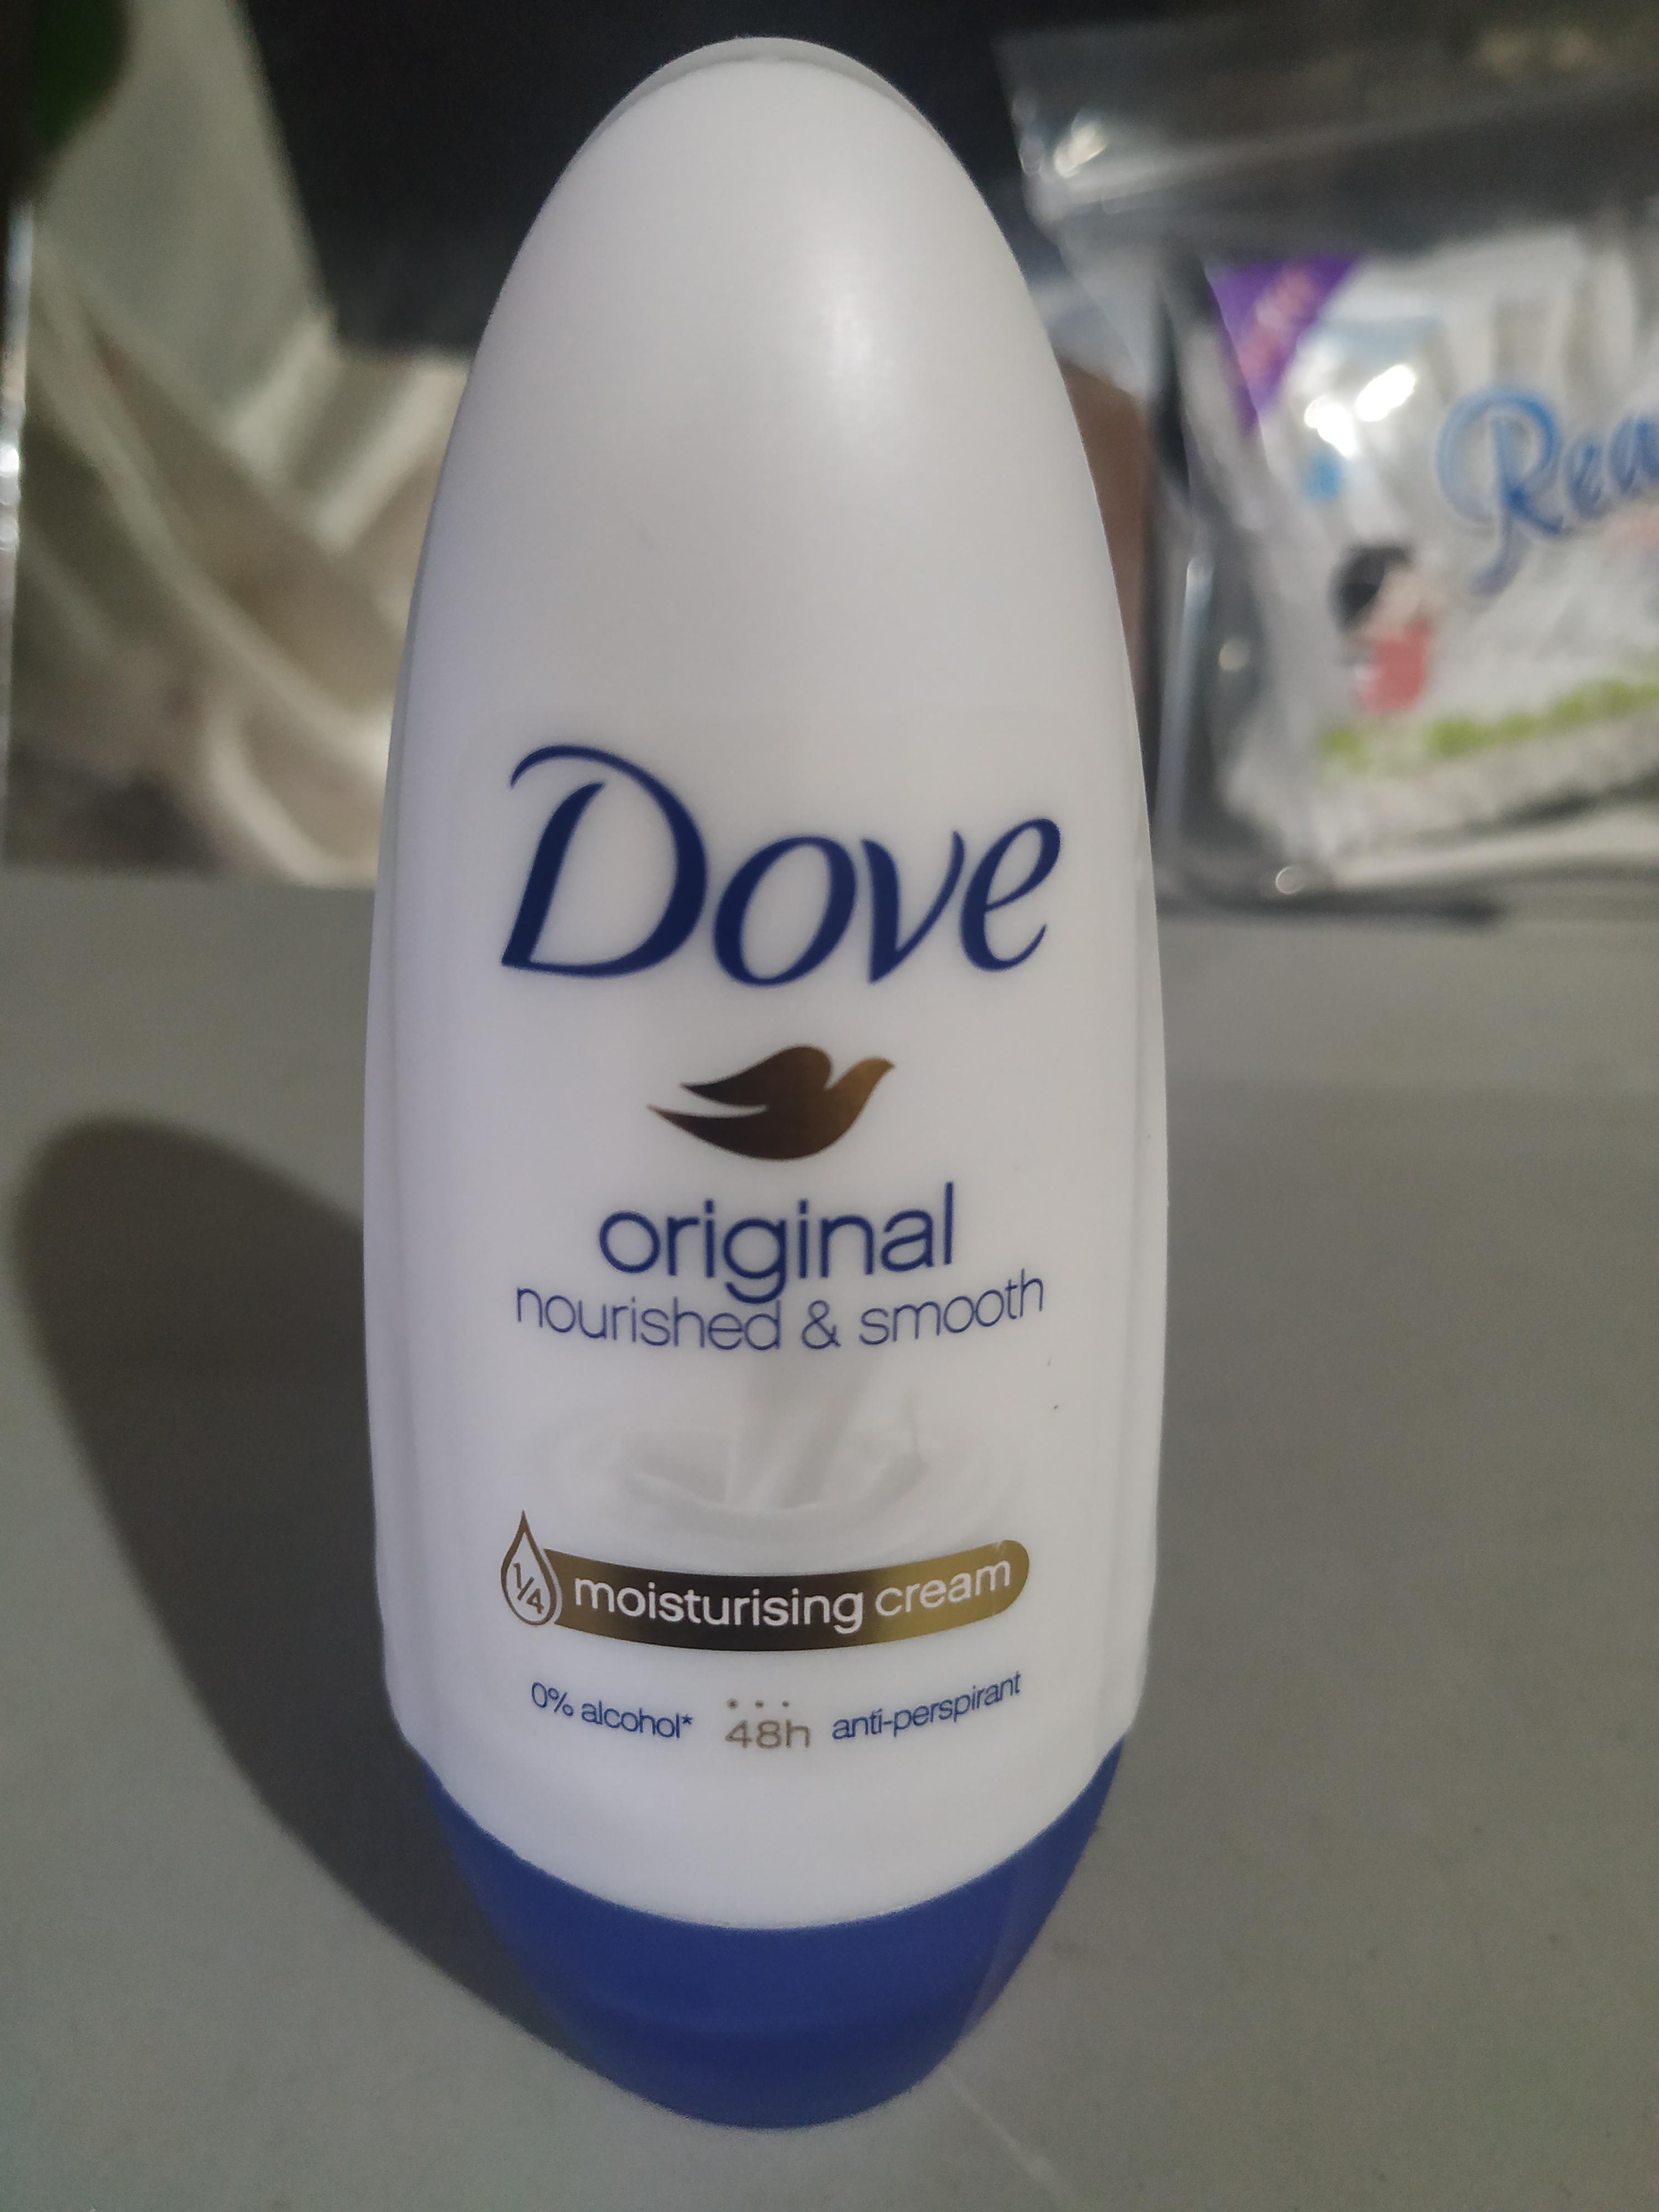 Dove
original
nourished & smooth
1/4 moisturising cream
0% alcohol* 48h anti-perspirant